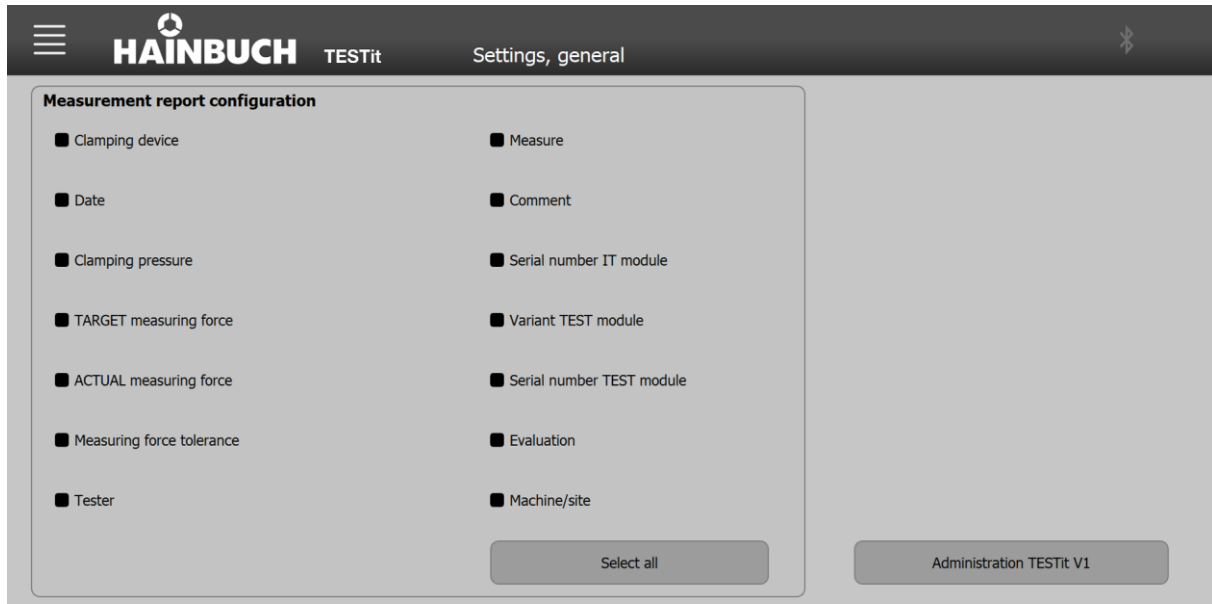 HAINBUCH TESTit Settings, general
Measurement report configuration
Clamping device
Measure
Date
Comment
Clamping pressure
Serial number IT module
TARGET measuring force
Variant TEST module
ACTUAL measuring force
Serial number TEST module
Measuring force tolerance
Evaluation
Tester
Machine/site
Select all
Administration TESTit V1